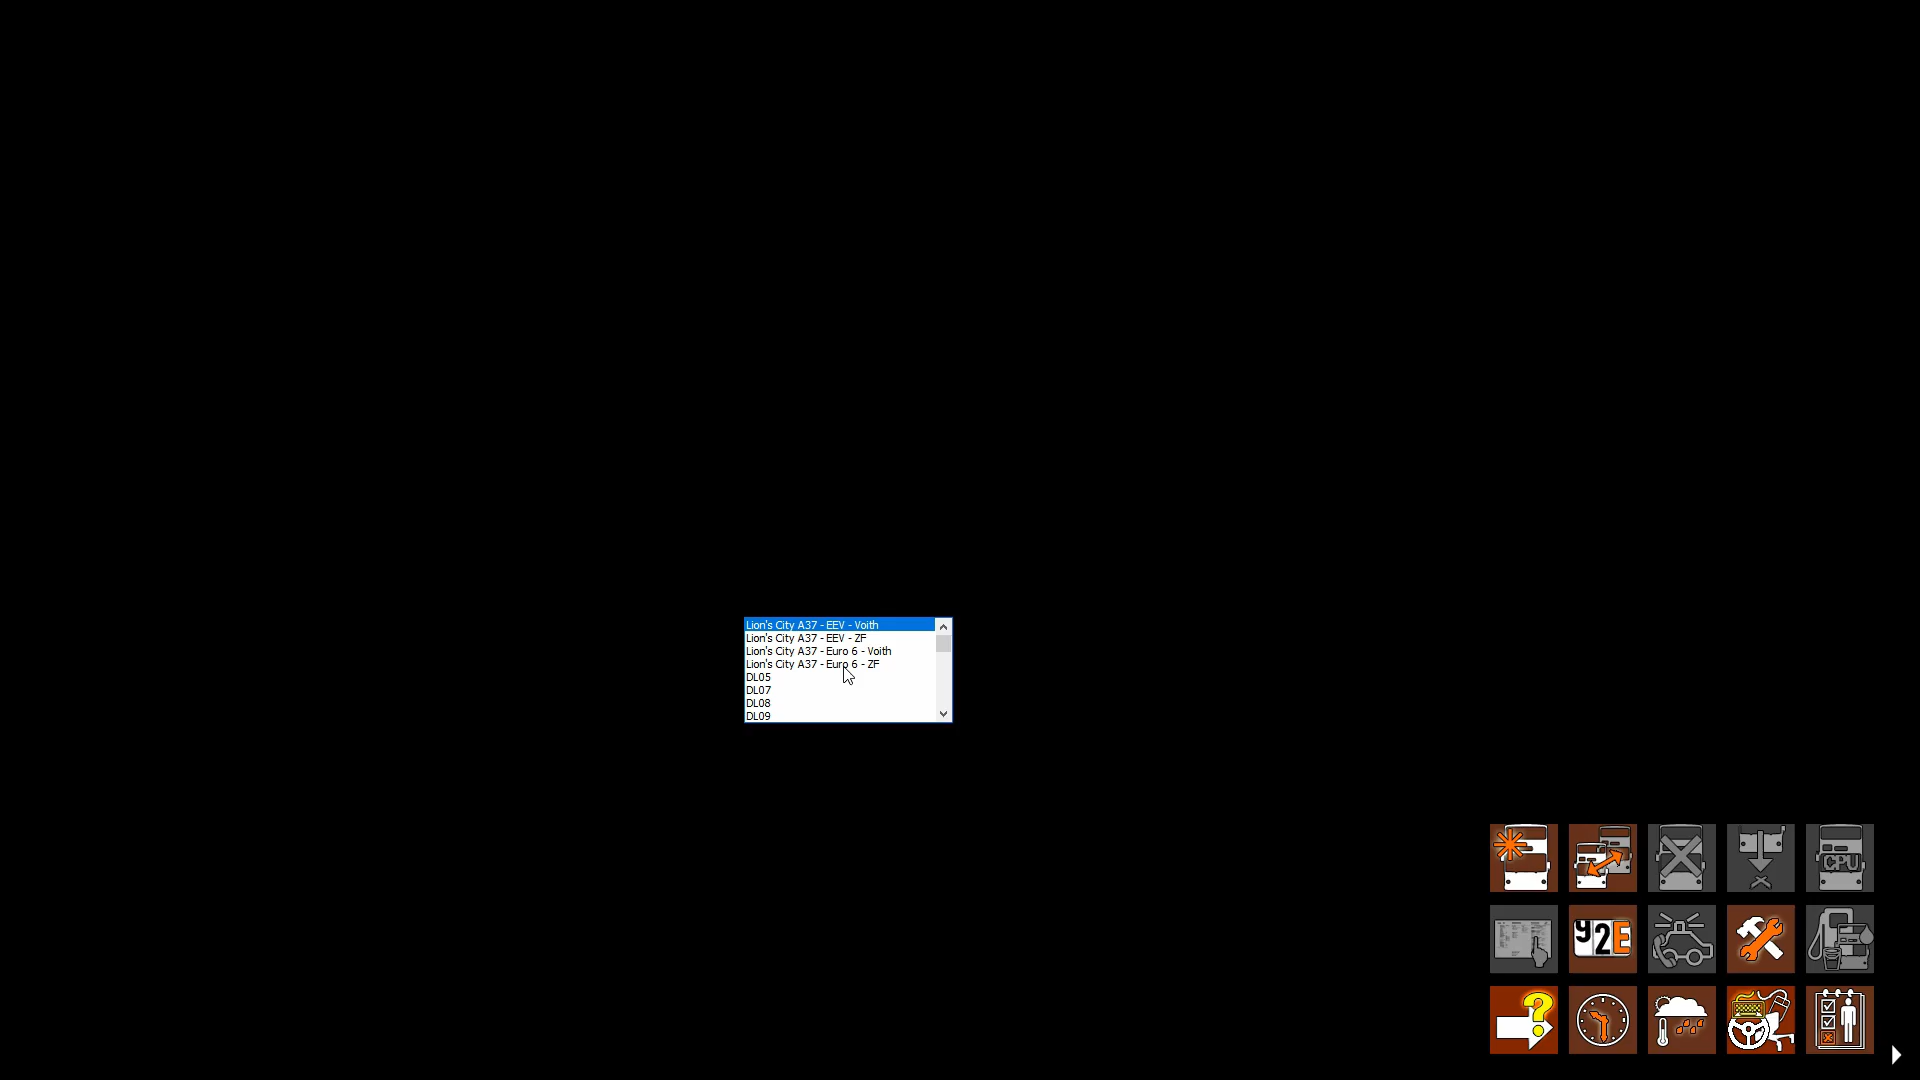 Lion's City A37 - EEV - Voith
Lion's City A37 - EEV - ZF
Lion's City A37 - Euro 6 - Voith
Lion's City A37 - Euro 6 - ZF
DL05
DL07
DL08
DL09
CPU
92E
?